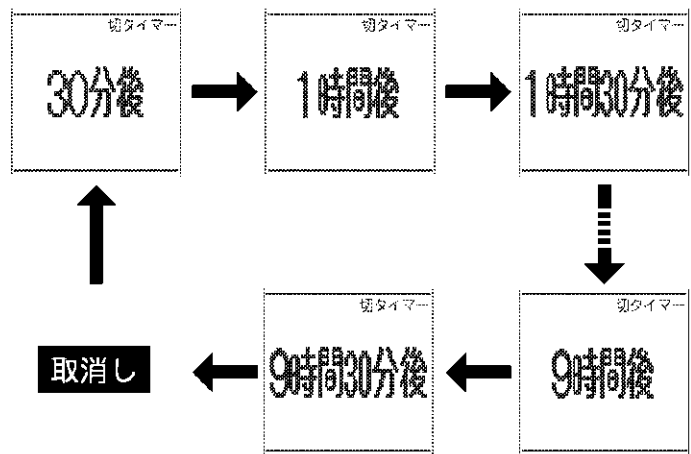 切タイマー
30分後
切タイマー
1時間後
切タイマー
1時間30分後
切タイマー
9時間後
切タイマー
9時間30分後
取消し